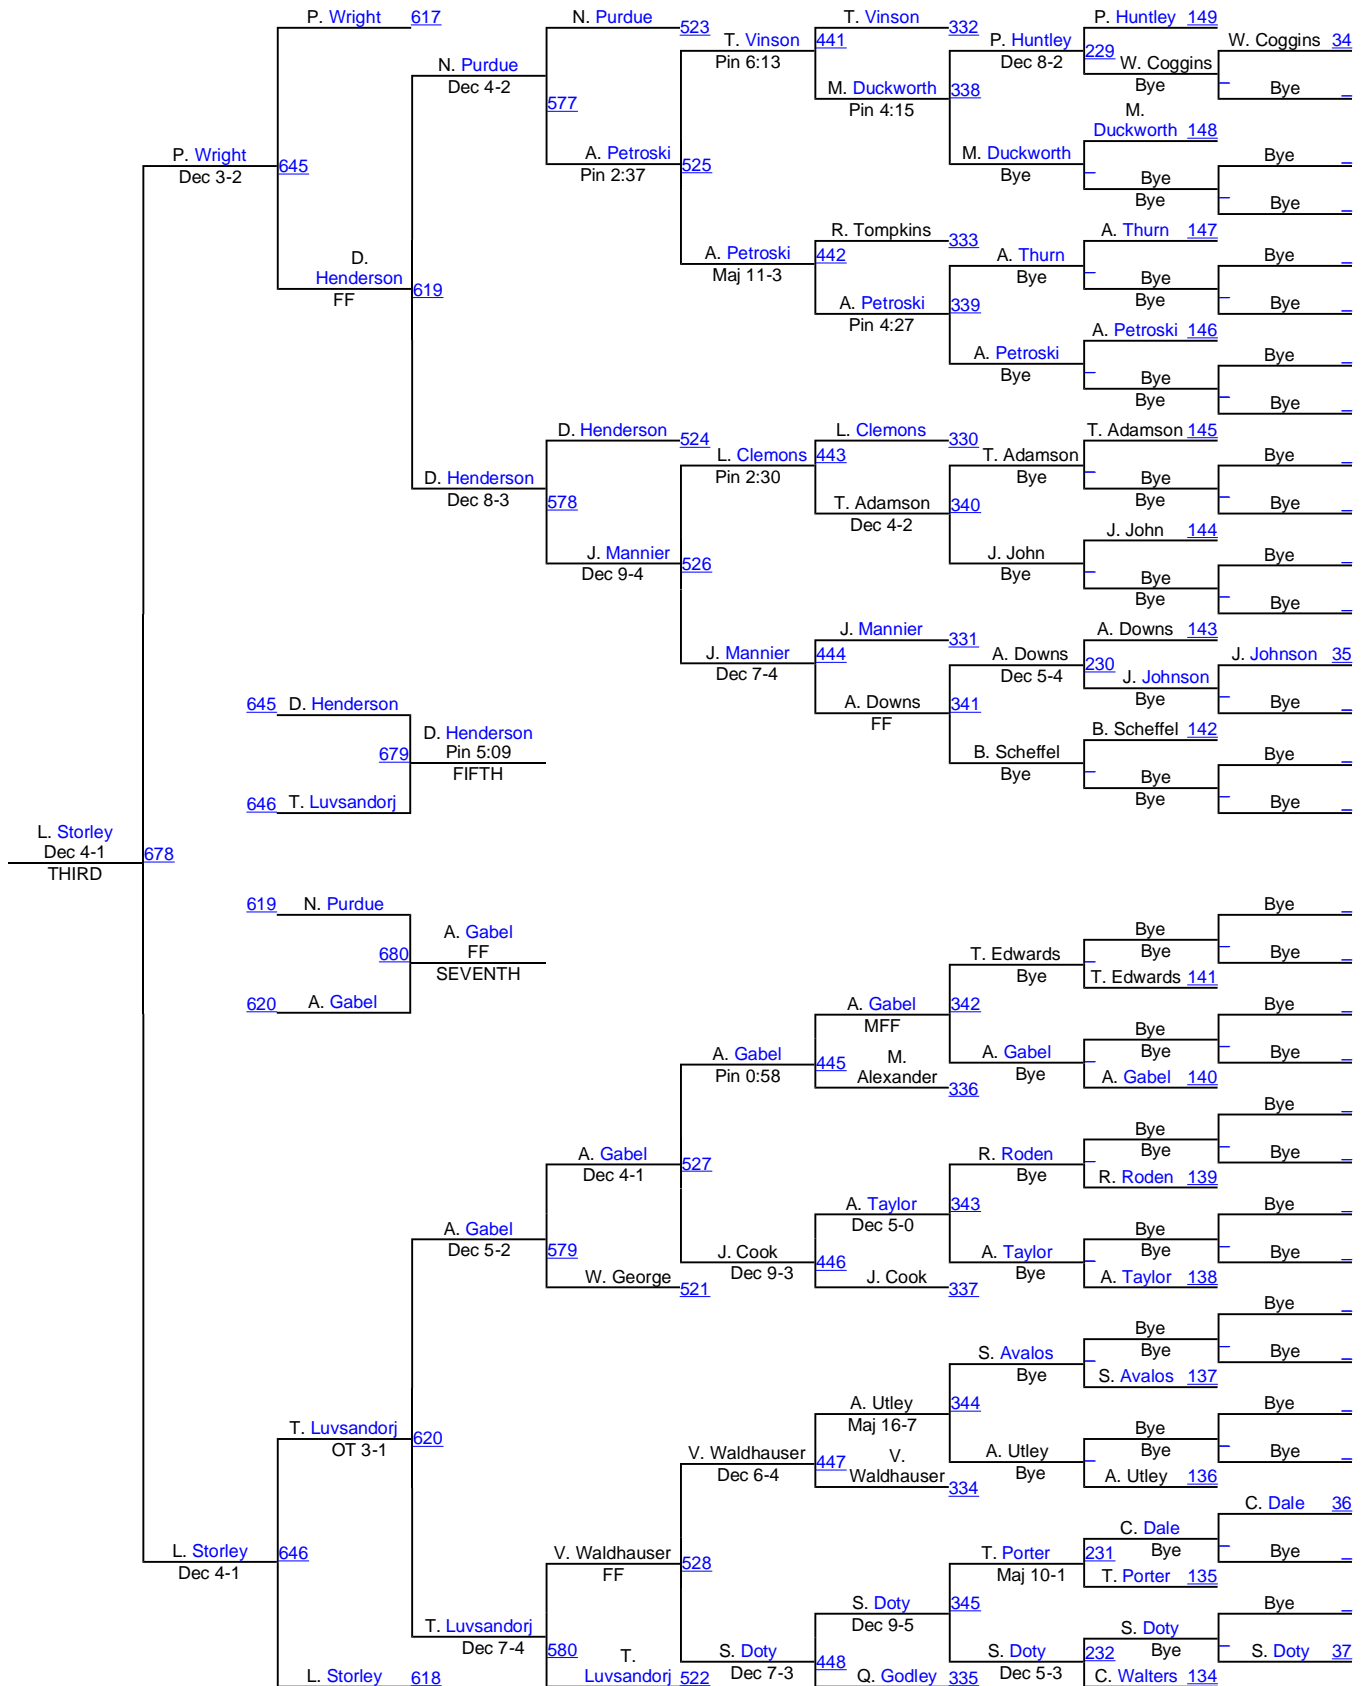 P. Wright 617
N. Purdue 523
T. Vinson 332
P. Huntley 149
T. Vinson 441
Pin 6:13
P. Huntley 229
Dec 8-2
W. Coggins 34
N. Purdue
Dec 4-2
W. Coggins
Bye
Bye
M. Duckworth 338
Pin 4:15
577
M.
Duckworth 148
P. Wright 645
Dec 3-2
A. Petroski 525
Pin 2:37
M. Duckworth
Bye
Bye
Bye
Bye
Bye
R. Tompkins 333
A. Thurn 147
A. Petroski 442
Maj 11-3
A. Thurn
Bye
Bye
D.
Henderson 619
FF
A. Petroski 339
Pin 4:27
Bye
Bye
Bye
A. Petroski 146
A. Petroski
Bye
Bye
Bye
Bye
Bye
D. Henderson 524
L. Clemons 330
T. Adamson 145
L. Clemons 443
Pin 2:30
T. Adamson
Bye
Bye
D. Henderson
Dec 8-3
578
T. Adamson 340
Dec 4-2
Bye
Bye
Bye
J. John 144
J. Mannier 526
Dec 9-4
J. John
Bye
Bye
Bye
Bye
Bye
J. Mannier 331
A. Downs 143
J. Mannier 444
Dec 7-4
A. Downs 230
Dec 5-4
J. Johnson 35
J. Johnson
Bye
Bye
645 D. Henderson
A. Downs 341
FF
D. Henderson
679 Pin 5:09
FIFTH
B. Scheffel 142
B. Scheffel
Bye
Bye
Bye
Bye
Bye
646 T. Luvsandorj
L. Storley
Dec 4-1 678
THIRD
619 N. Purdue
Bye
A. Gabel
680 FF
SEVENTH
T. Edwards
Bye
Bye
Bye
Bye
T. Edwards 141
620 A. Gabel
A. Gabel 342
MFF
Bye
A. Gabel 445
Pin 0:58
M.
Alexander 336
A. Gabel
Bye
Bye
Bye
Bye
A. Gabel 140
Bye
A. Gabel 527
Dec 4-1
R. Roden
Bye
Bye
Bye
Bye
R. Roden 139
A. Taylor 343
Dec 5-0
Bye
A. Gabel
Dec 5-2
579
J. Cook 446
Dec 9-3
A. Taylor
Bye
Bye
Bye
Bye
W. George 521
J. Cook 337
A. Taylor 138
Bye
S. Avalos
Bye
Bye
Bye
Bye
S. Avalos 137
T. Luvsandorj 620
OT 3-1
A. Utley 344
Maj 16-7
Bye
V. Waldhauser 447
Dec 6-4
V.
Waldhauser 334
A. Utley
Bye
Bye
Bye
Bye
A. Utley 136
C. Dale 36
L. Storley 646
Dec 4-1
V. Waldhauser 528
FF
T. Porter 231
Maj 10-1
C. Dale
Bye
Bye
T. Porter 135
S. Doty 345
Dec 9-5
Bye
T. Luvsandorj
Dec 7-4
580
S. Doty 448
Dec 7-3
S. Doty 232
Dec 5-3
S. Doty
Bye
S. Doty 37
L. Storley 618
T.
Luvsandorj 522
Q. Godley 335
C. Walters 134